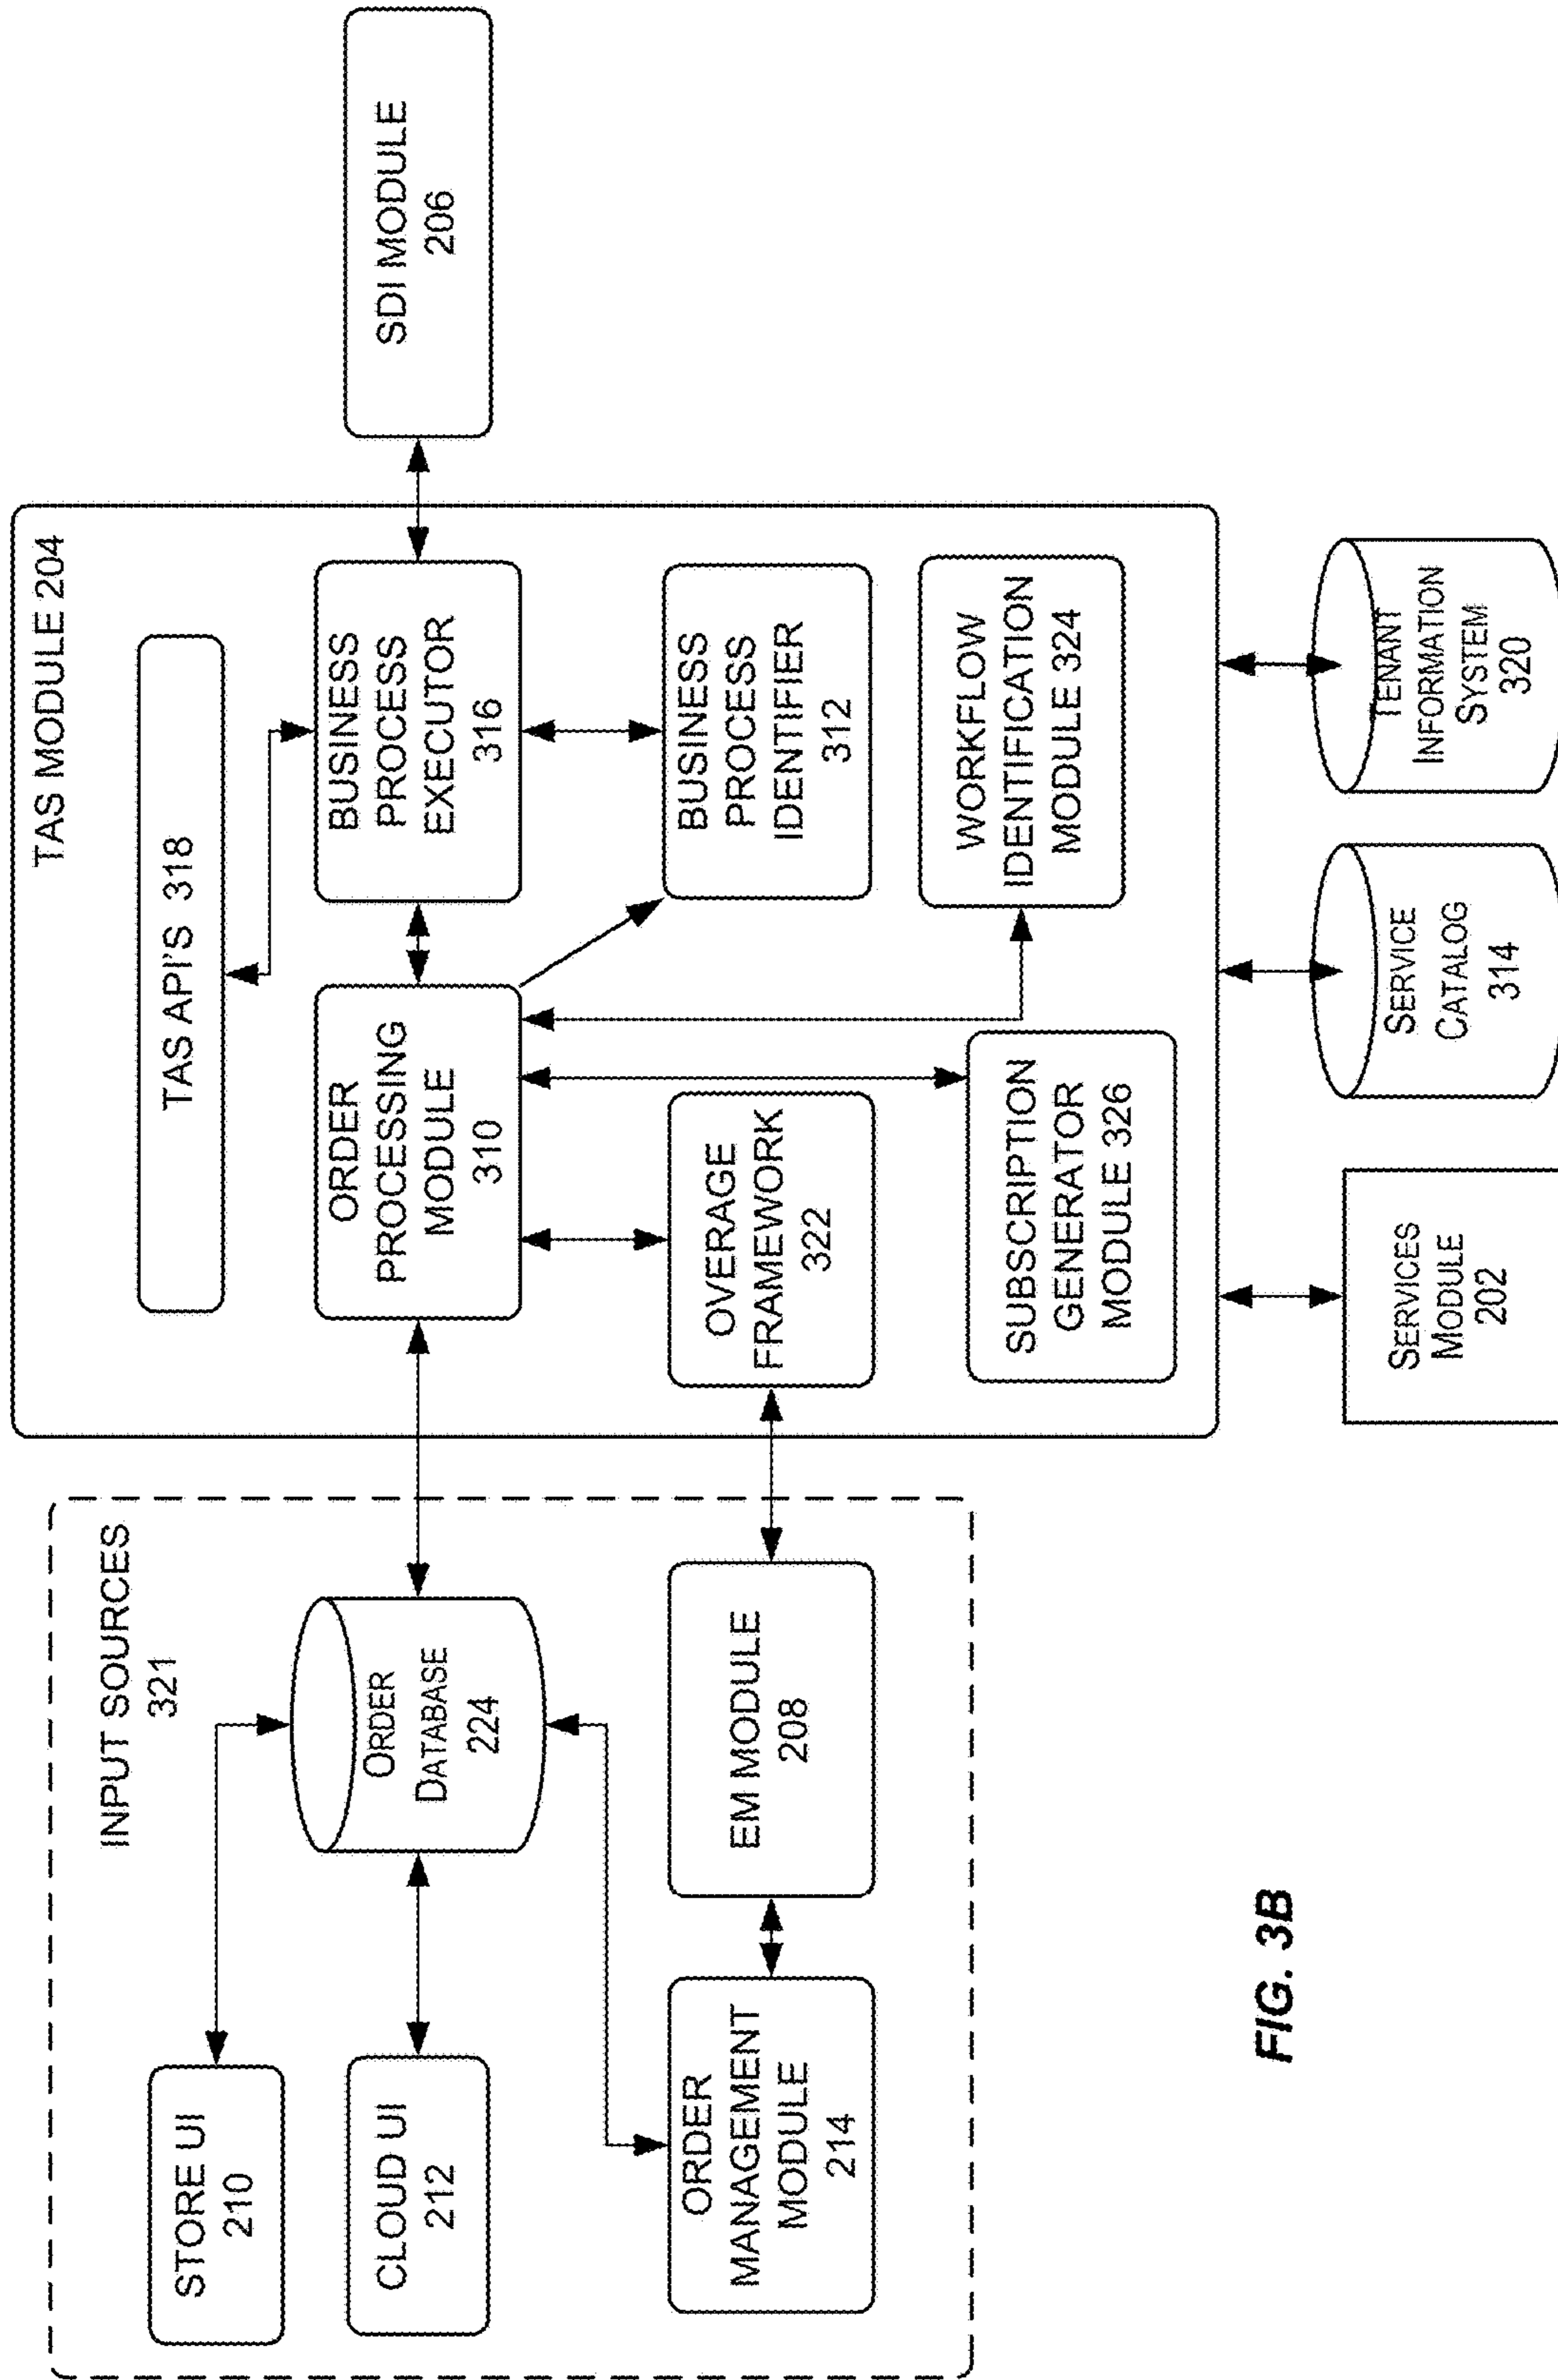 INPUT SOURCES
321
STORE UI
210
CLOUD UI
212
ORDER
MANAGEMENT
MODULE
214
ORDER
DATABASE
224
EM MODULE
208
TAS MODULE 204
TAS API'S 318
ORDER
PROCESSING
MODULE
310
BUSINESS
PROCESS
EXECUTOR
316
OVERAGE
FRAMEWORK
322
BUSINESS
PROCESS
IDENTIFIER
312
SUBSCRIPTION
GENERATOR
MODULE 326
WORKFLOW
IDENTIFICATION
MODULE 324
SDI MODULE
206
SERVICES
MODULE
202
SERVICE
CATALOG
314
TENANT
INFORMATION
SYSTEM
320
FIG. 3B